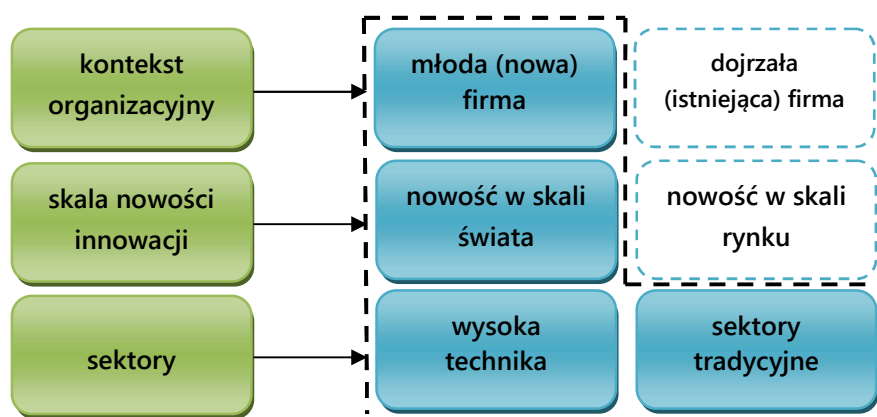 kontekst
organizacyjny
młoda (nowa)
firma
dojrzała
(istniejąca) firma
skala nowości
innowacji
nowość w skali
świata
nowość w skali
rynku
sektory
wysoka
technika
sektory
tradycyjne